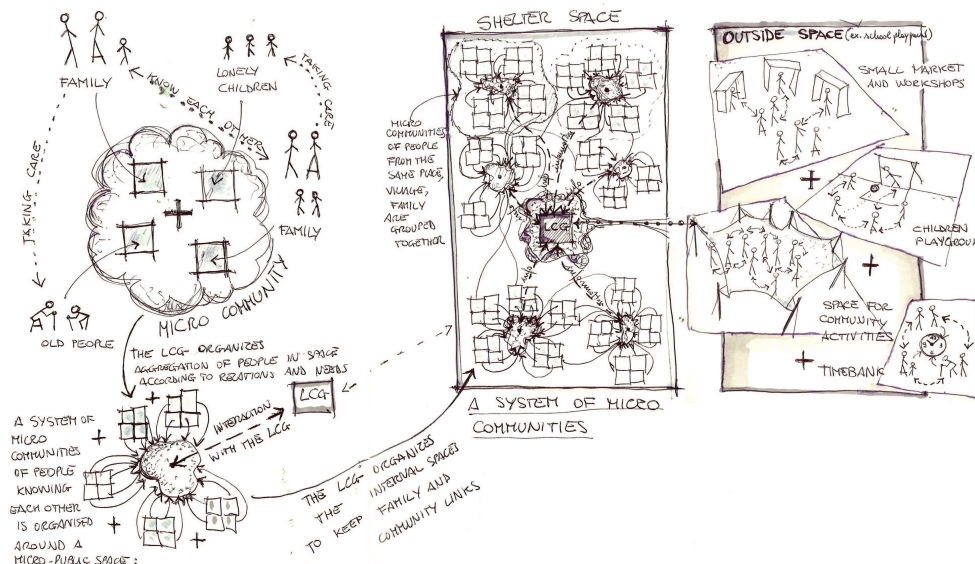 FAMILY
LONELY
CHILDREN
KNOW EACH OTHER
TAKING CARE
TAKING CARE
FAMILY
OLD PEOPLE
MICRO COMMUNITY
THE LCG ORGANIZES
AGGREGATION OF PEOPLE IN SPACE
ACCORDING TO RELATIONS AND NEEDS
LCG
INTERACTION
WITH THE LCG
A SYSTEM OF
MICRO
COMMUNITIES
OF PEOPLE
KNOWING
EACH OTHER
IS ORGANISED
AROUND A
MICRO-PUBLIC SPACE:
THE LCG ORGANIZES
THE INTERNAL SPACES
TO KEEP FAMILY AND
COMMUNITY LINKS
SHELTER SPACE
MICRO
COMMUNITIES
OF PEOPLE
FROM THE
SAME PLACE,
VILLAGE,
FAMILY
ARE
GROUPED
TOGETHER
LCG
A SYSTEM OF MICRO
COMMUNITIES
OUTSIDE SPACE (ex. school playground)
SMALL MARKET
AND WORKSHOPS
CHILDREN
PLAYGROU
SPACE FOR
COMMUNITY
ACTIVITIES
TIMEBANK